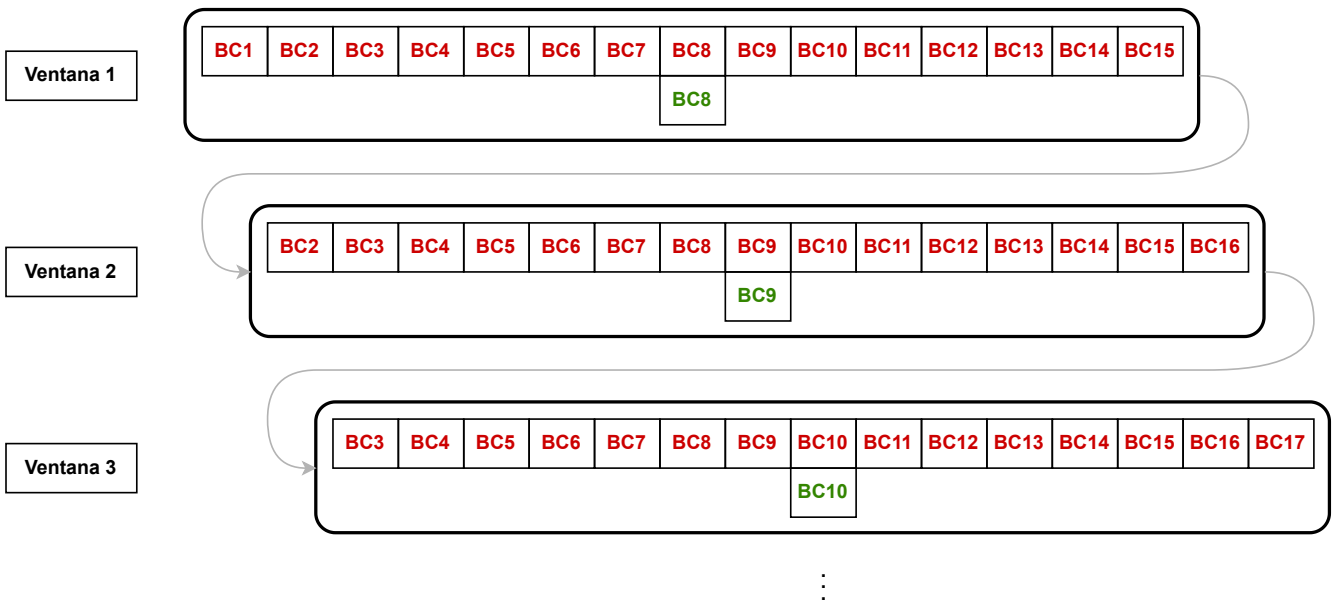 BC1 BC2 BC3 BC4 BC5 BC6 BC7 BC8 BC9 BC10 BC11 BC12 BC13 BC14 BC15
Ventana 1
BC8
BC2 BC3 BC4 BC5 BC6 BC7 BC8 BC9 BC10 BC11 BC12 BC13 BC14 BC15 BC16
Ventana 2
BC9
BC3 BC4 BC5 BC6 BC7 BC8 BC9 BC10 BC11 BC12 BC13 BC14 BC15 BC16 BC17
Ventana 3
BC10